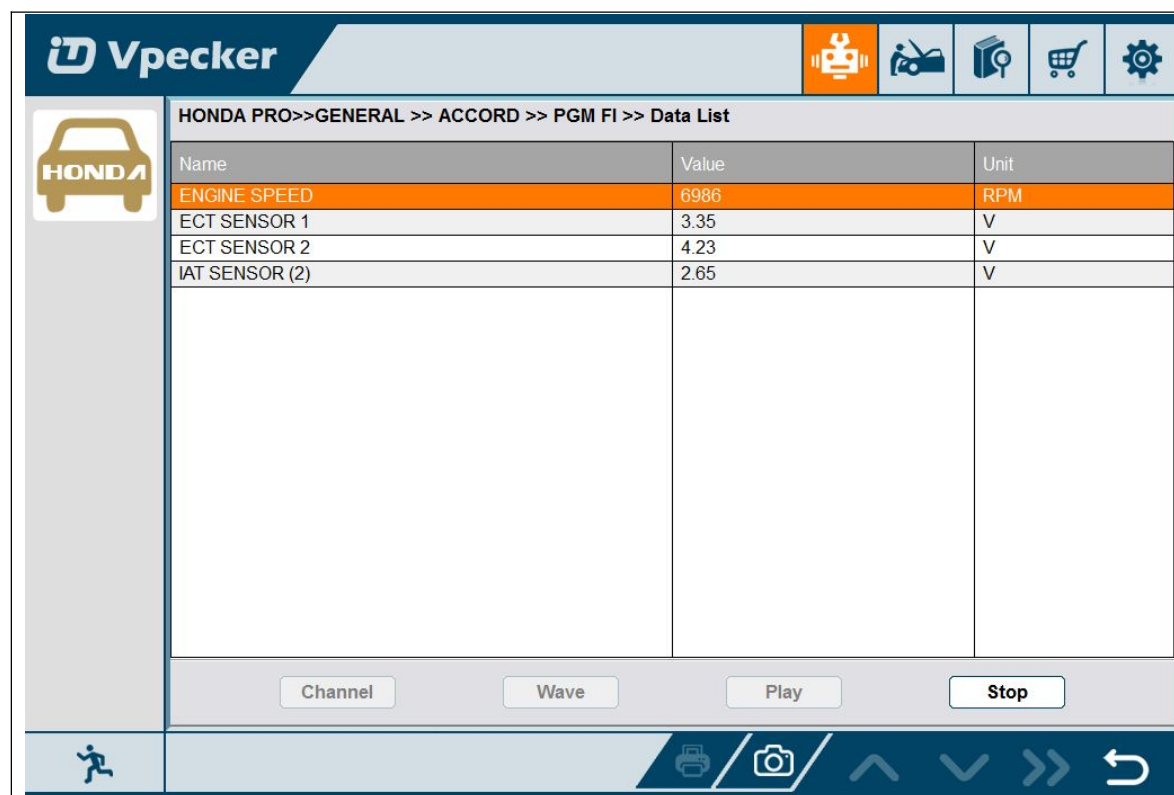 Vpecker
HONDA PRO>>GENERAL >> ACCORD >> PGM FI >> Data List
HONDA
Name Value Unit
ENGINE SPEED 6986 RPM
ECT SENSOR 1 3.35 V
ECT SENSOR 2 4.23 V
IAT SENSOR (2) 2.65 V
Channel Wave Play Stop